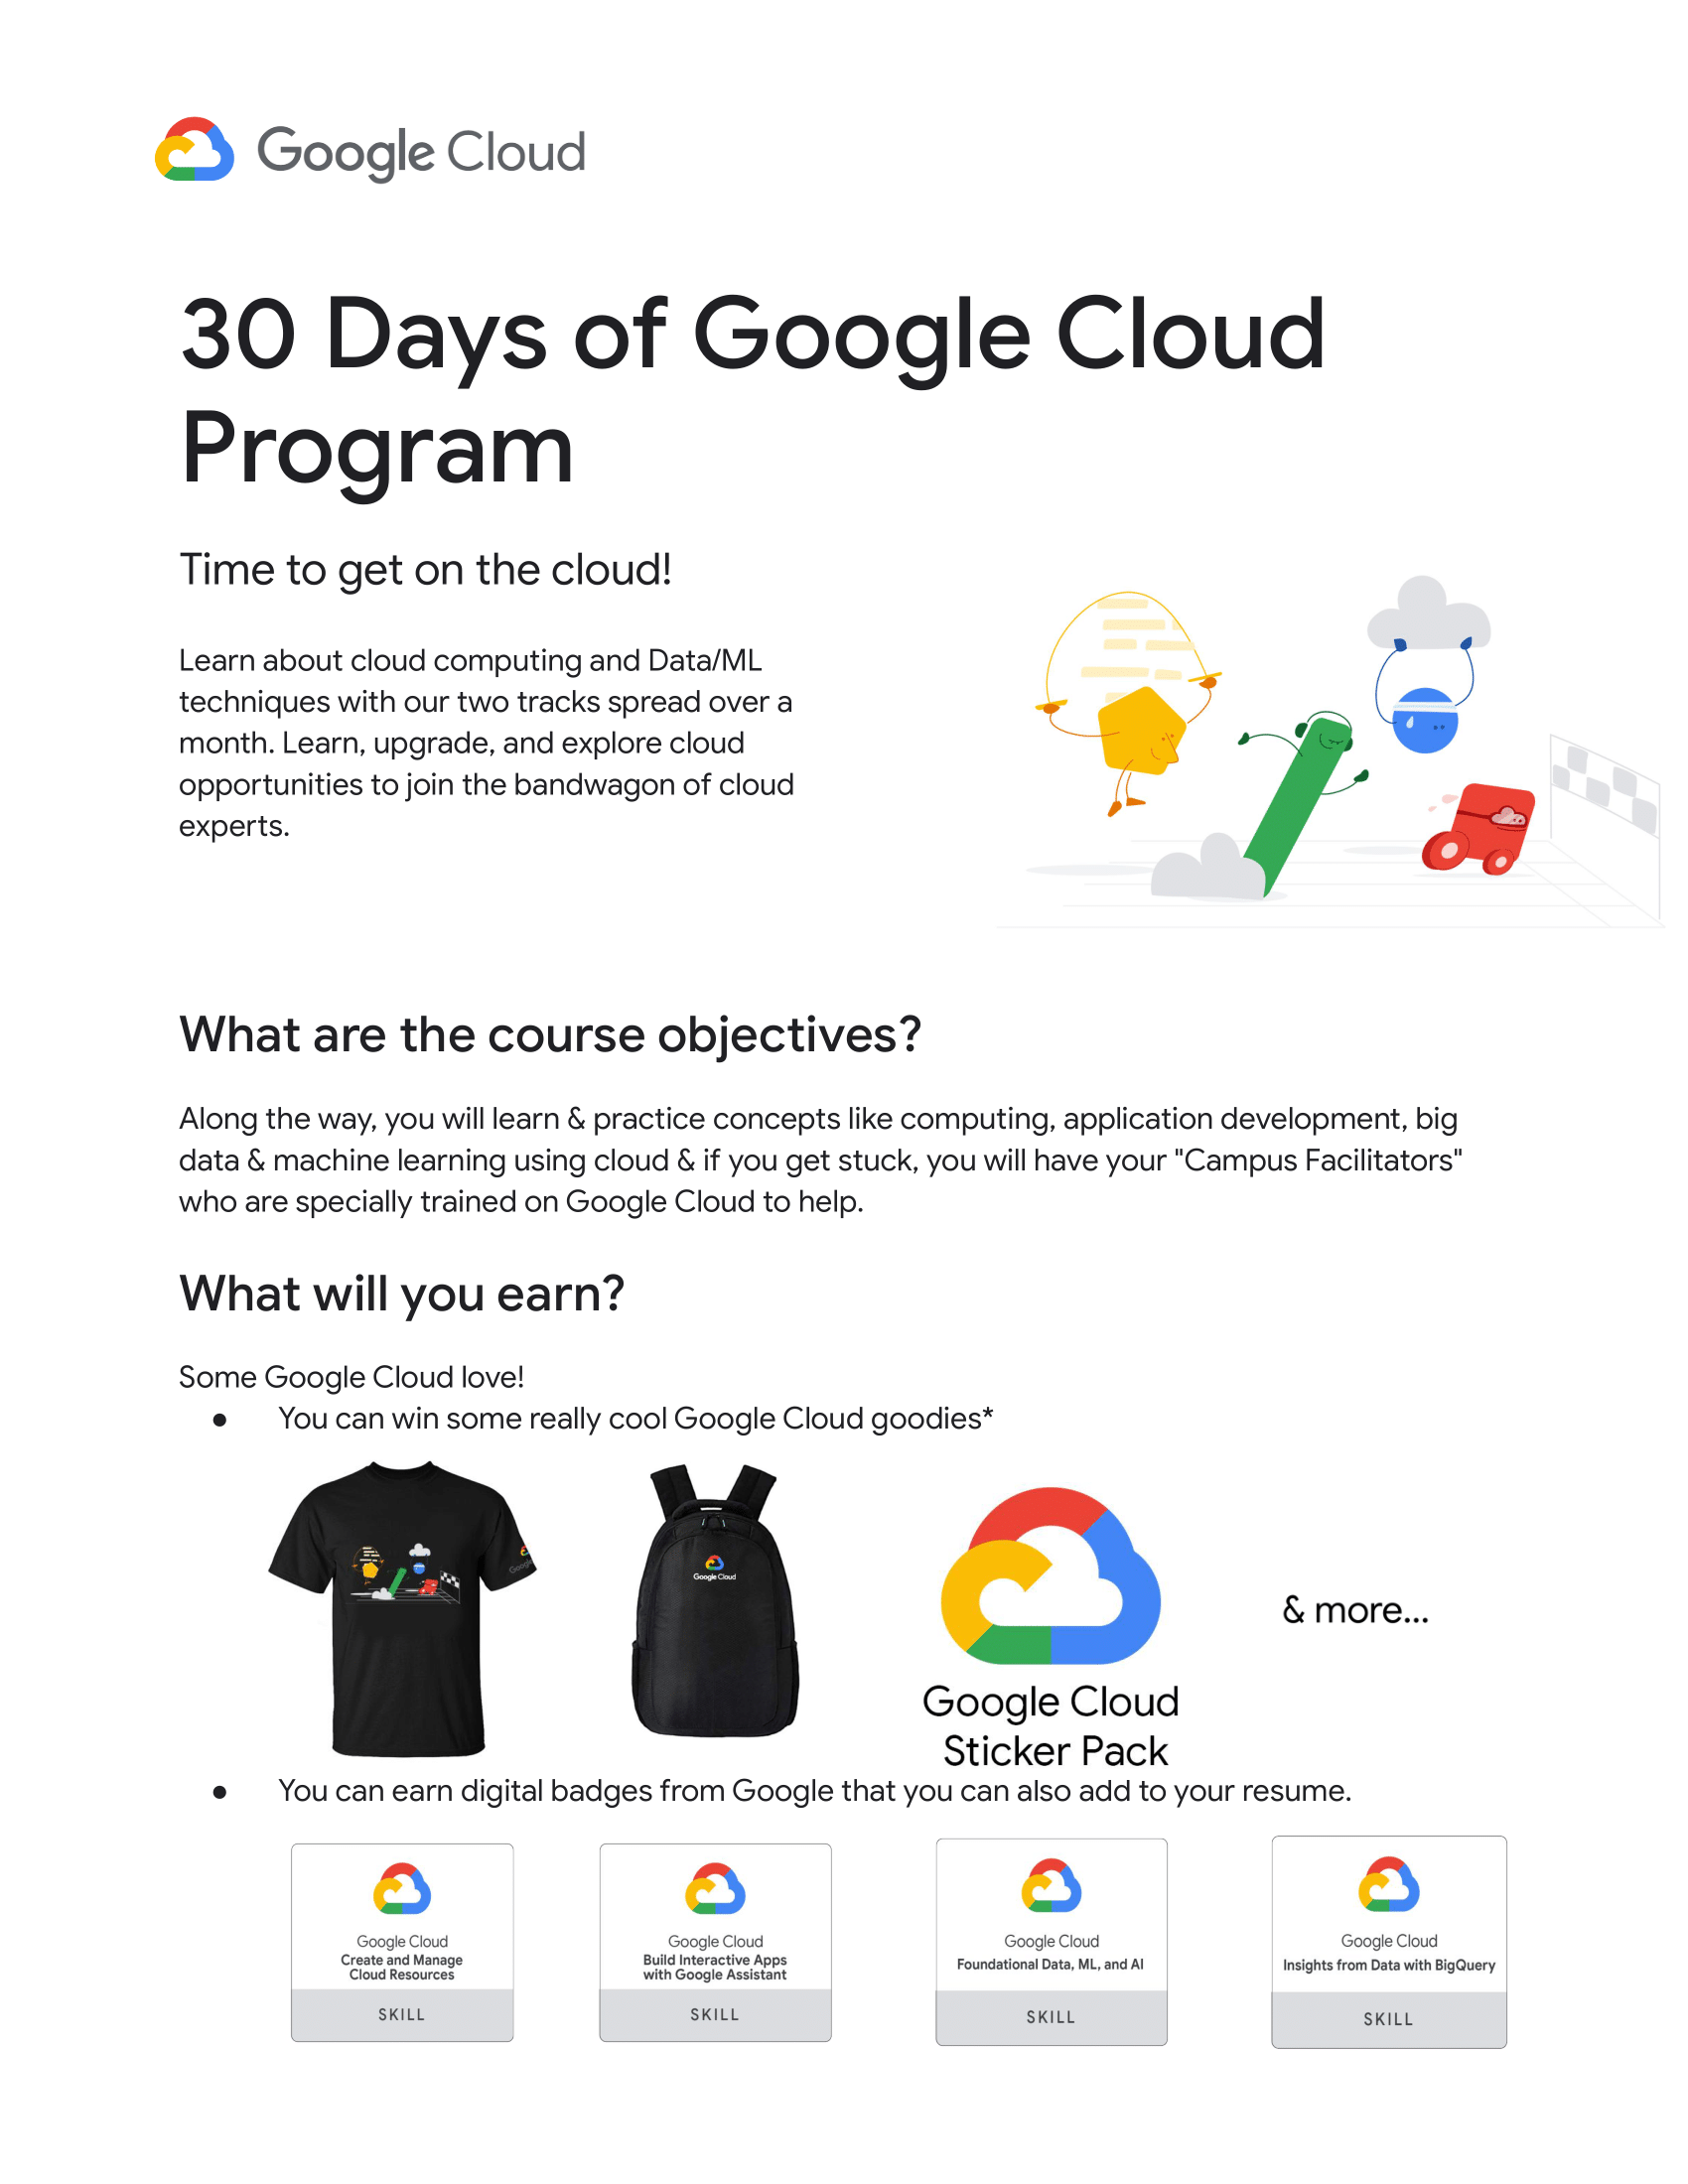 Google Cloud
30 Days of Google Cloud
Program
Time to get on the cloud!
Learn about cloud computing and Data/ML
techniques with our two tracks spread over a
month. Learn, upgrade, and explore cloud
opportunities to join the bandwagon of cloud
experts.
What are the course objectives?
Along the way, you will learn & practice concepts like computing, application development, big
data & machine learning using cloud & if you get stuck, you will have your "Campus Facilitators"
who are specially trained on Google Cloud to help.
What will you earn?
Some Google Cloud love!
● You can win some really cool Google Cloud goodies*
Google
Google Cloud
& more...
Google Cloud
Sticker Pack
● You can earn digital badges from Google that you can also add to your resume.
Google Cloud
Create and Manage
Cloud Resources
SKILL
Google Cloud
Build Interactive Apps
with Google Assistant
SKILL
Google Cloud
Foundational Data, ML, and AI
SKILL
Google Cloud
Insights from Data with BigQuery
SKILL